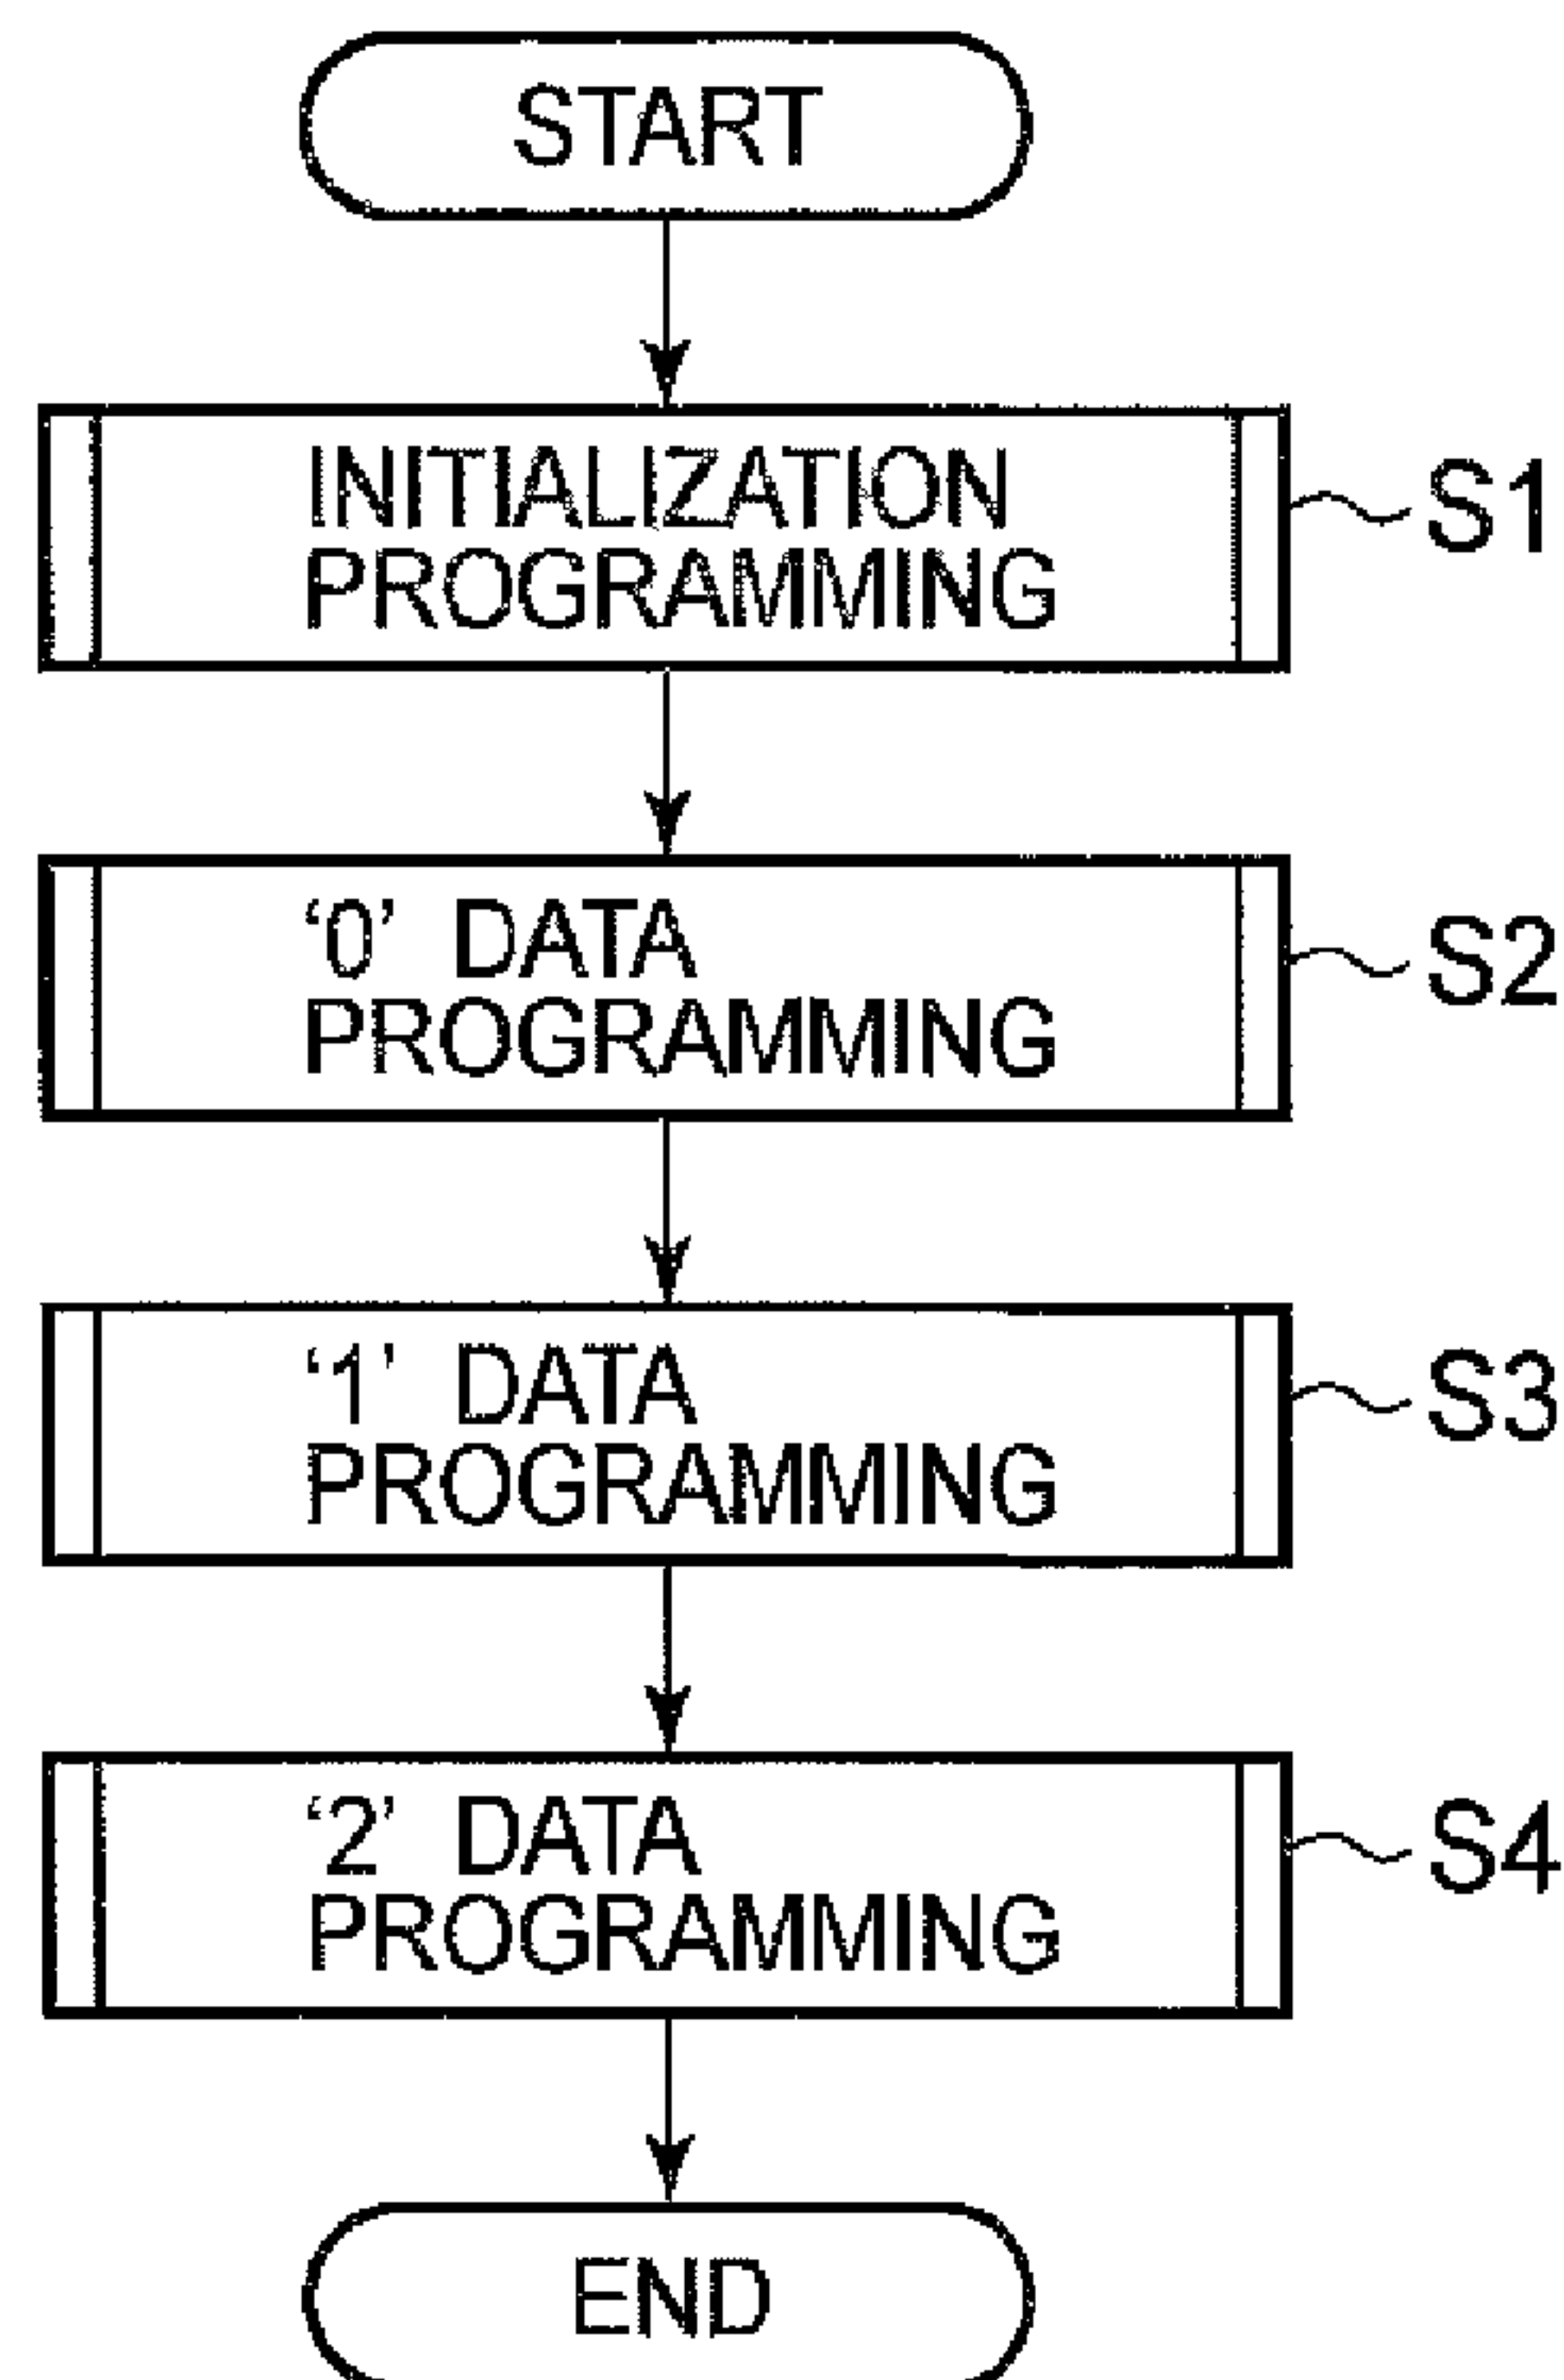 START
INITIALIZATION
PROGRAMMING
S1
‘0’ DATA
PROGRAMMING
S2
‘1’ DATA
PROGRAMMING
S3
‘2’ DATA
PROGRAMMING
S4
END